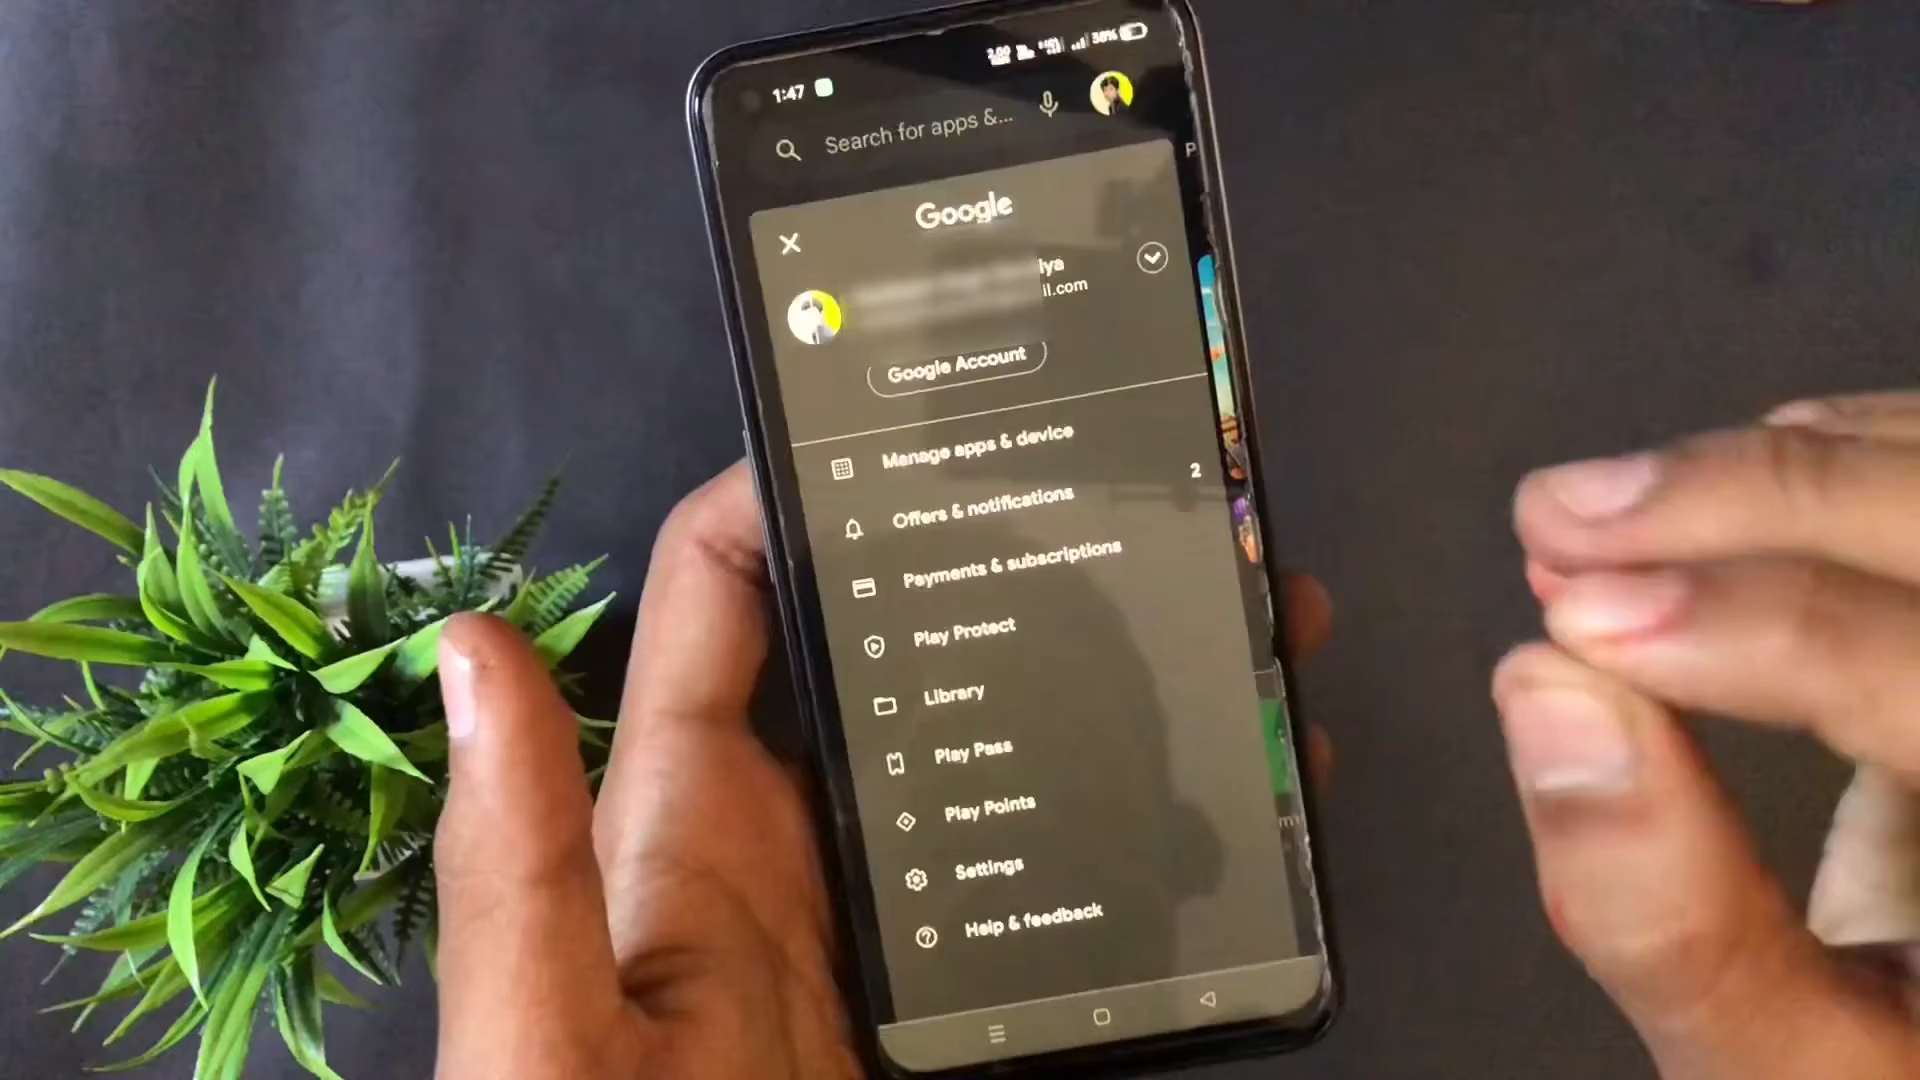 1:47
38%
Search for apps &...
P
Google
iya
il.com
Google Account
Manage apps & device
Offers & notifications
2
Payments & subscriptions
Play Protect
Library
Play Pass
Play Points
Settings
Help & feedback